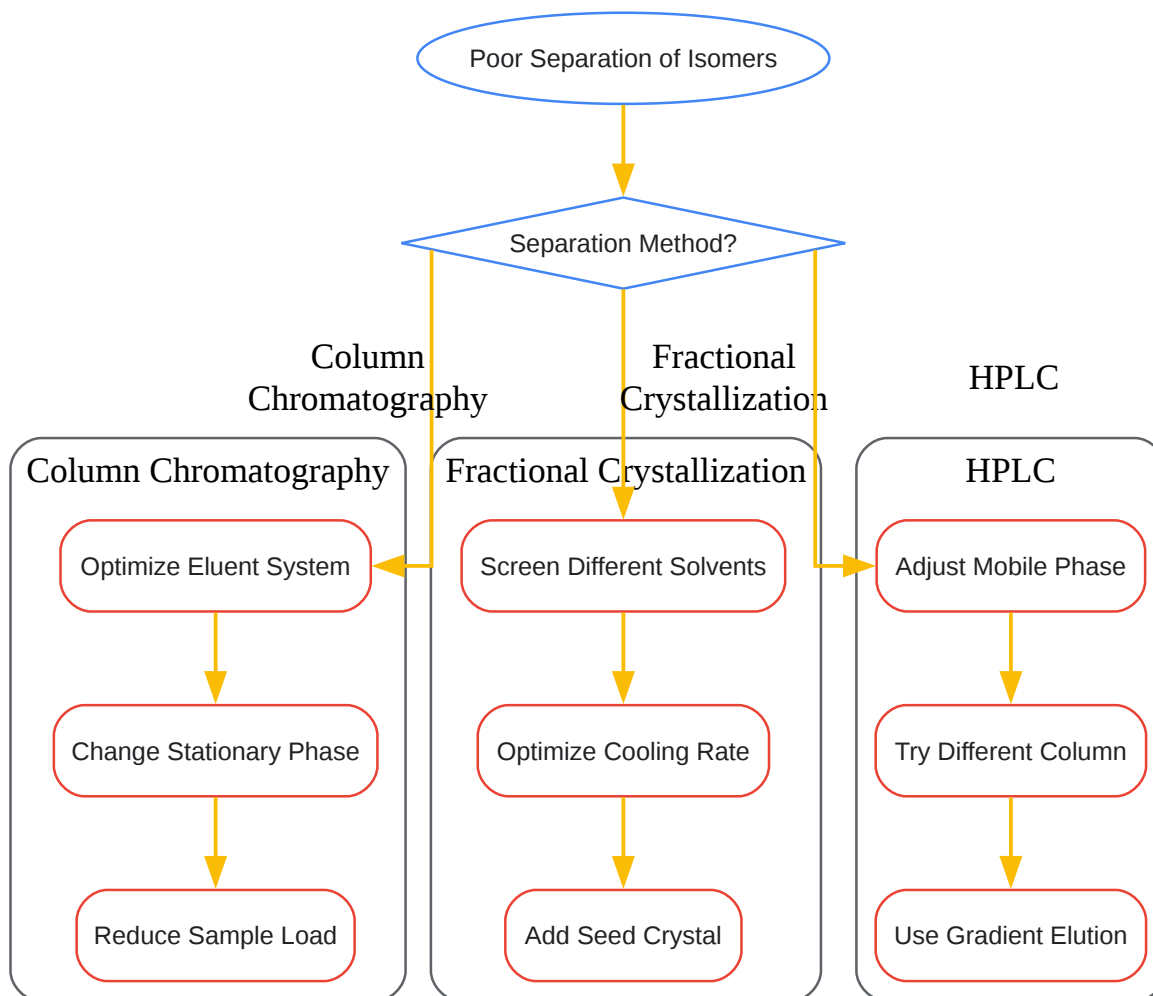 Poor Separation of Isomers
Separation Method?
Column
Chromatography
Fractional
Crystallization
HPLC
Column Chromatography
Fractional Crystallization
HPLC
Optimize Eluent System
Screen Different Solvents
Adjust Mobile Phase
Change Stationary Phase
Optimize Cooling Rate
Try Different Column
Reduce Sample Load
Add Seed Crystal
Use Gradient Elution